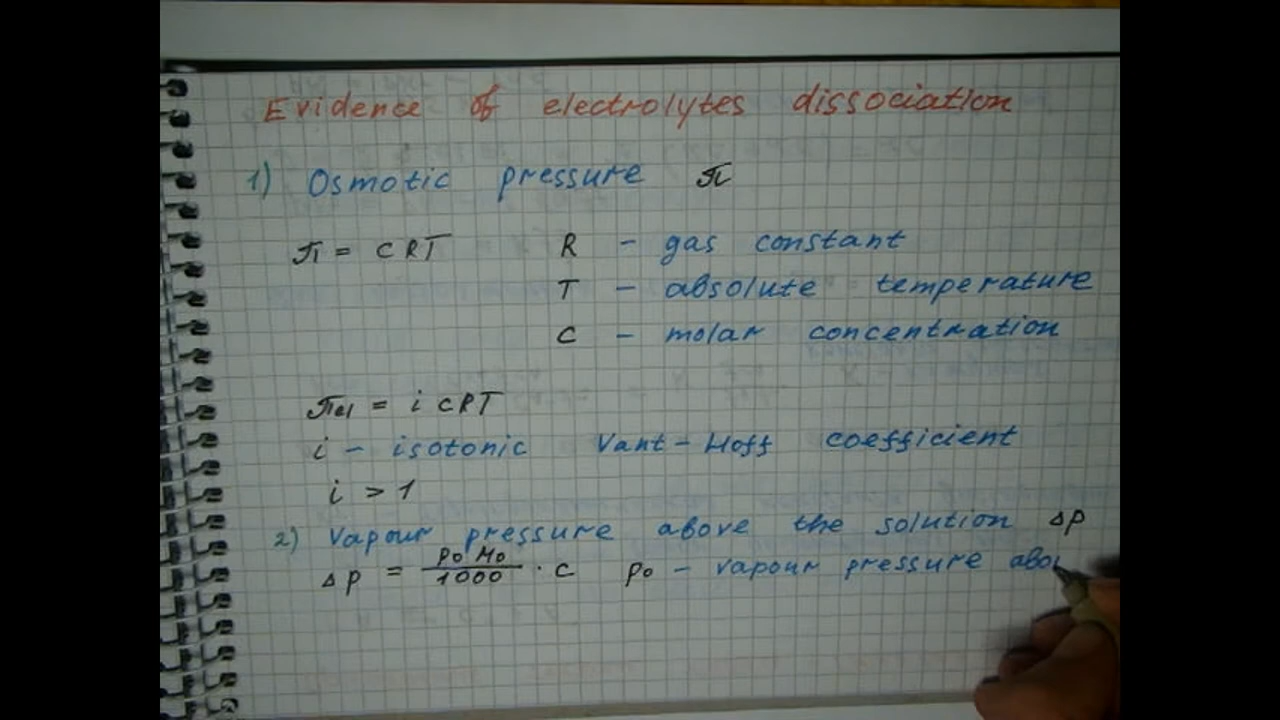 Evidence of electrolytes dissociation
1) Osmotic pressure π
π = CRT R - gas constant
T - absolute temperature
C - molar concentration
πel = i CRT
i - isotonic Vant-Hoff coefficient
i > 1
2) Vapour pressure above the solution Δp
Δp = p₀ M₀ / 1000 · c p₀ - vapour pressure abo